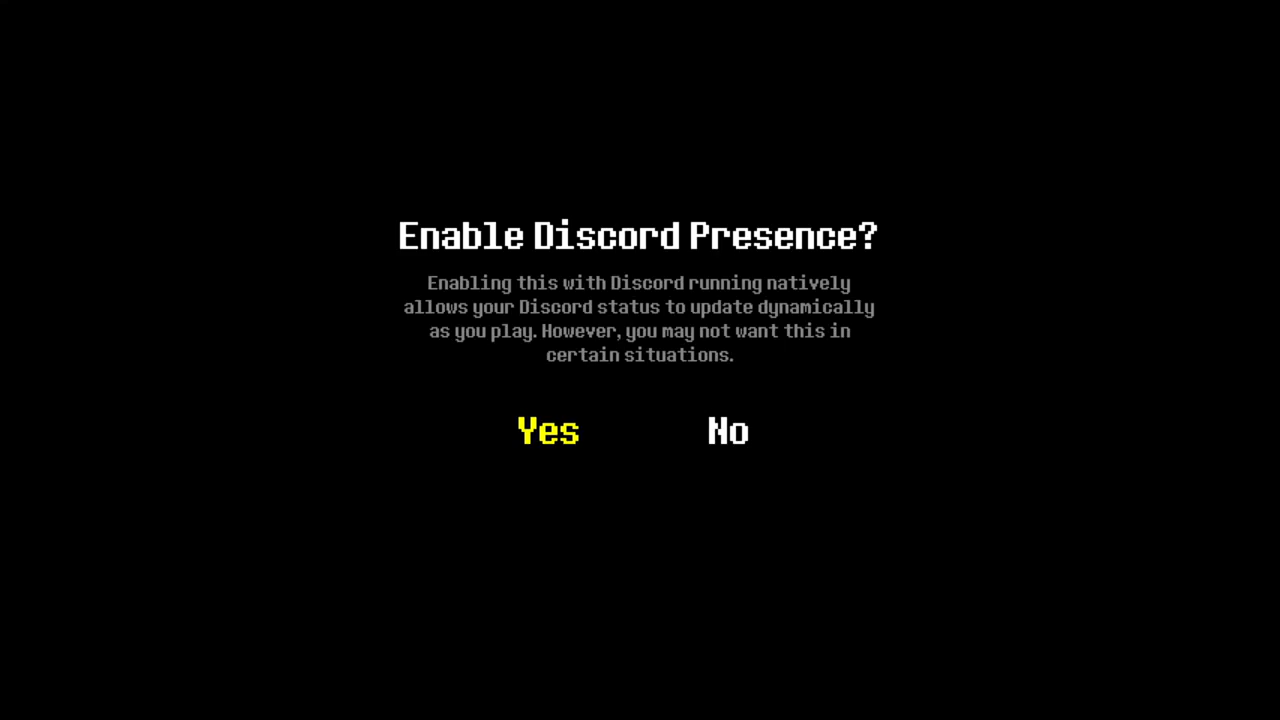 Enable Discord Presence?
Enabling this with Discord running natively
allows your Discord status to update dynamically
as you play. However, you may not want this in
certain situations.
Yes No